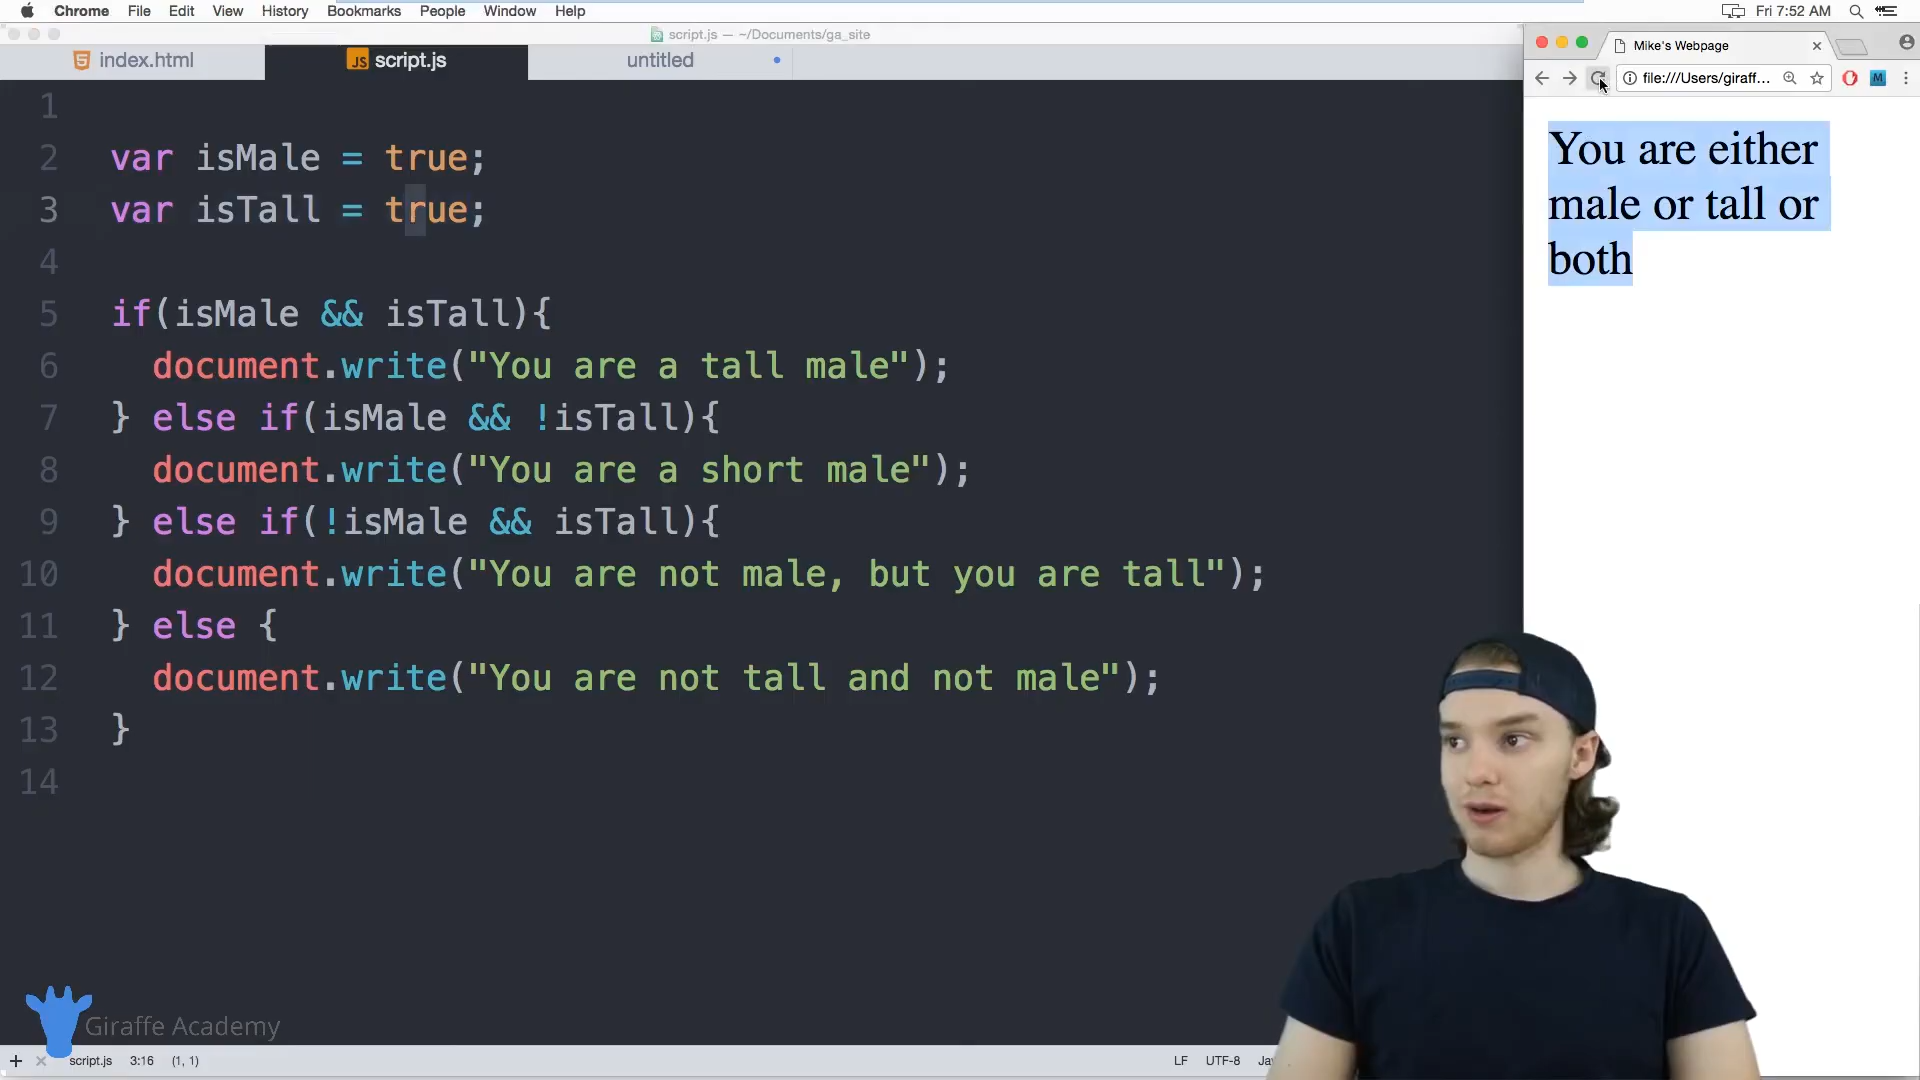 Chrome File Edit View History Bookmarks People Window Help Fri 7:52 AM
script.js — ~/Documents/ga_site
index.html script.js untitled
Mike's Webpage
file:///Users/giraff...
M
1
2 var isMale = true;
3 var isTall = true;
4
5 if(isMale && isTall){
6 document.write("You are a tall male");
7 } else if(isMale && !isTall){
8 document.write("You are a short male");
9 } else if(!isMale && isTall){
10 document.write("You are not male, but you are tall");
11 } else {
12 document.write("You are not tall and not male");
13 }
14
You are either
male or tall or
both
Giraffe Academy
script.js 3:16 (1, 1) LF UTF-8